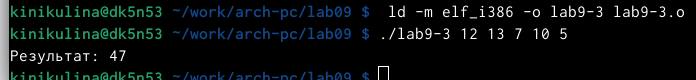 kinikulina@dk5n53 ~/work/arch-pc/lab09 $  ld -m elf_i386 -o lab9-3 lab9-3.o
kinikulina@dk5n53 ~/work/arch-pc/lab09 $ ./lab9-3 12 13 7 10 5
Результат: 47
kinikulina@dk5n53 ~/work/arch-pc/lab09 $